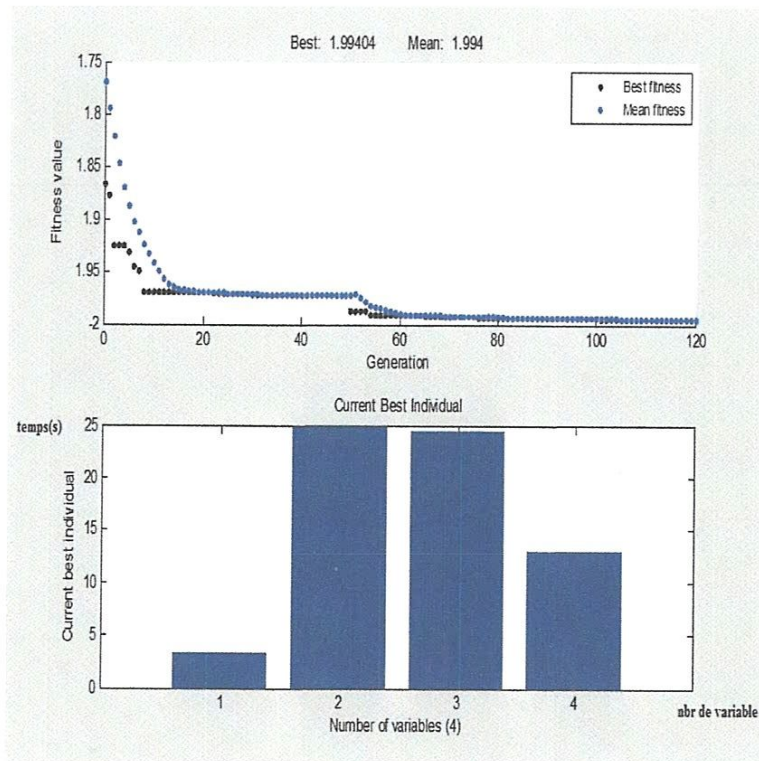 Best: 1.99404 Mean: 1.994
1.75
1.8
1.85
1.9
1.95
-2
Fitness value
Best fitness
Mean fitness
0 20 40 60 80 100 120
Generation
Current Best Individual
temps(s)
25
20
15
10
5
0
Current best individual
1 2 3 4
Number of variables (4)
nbr de variable